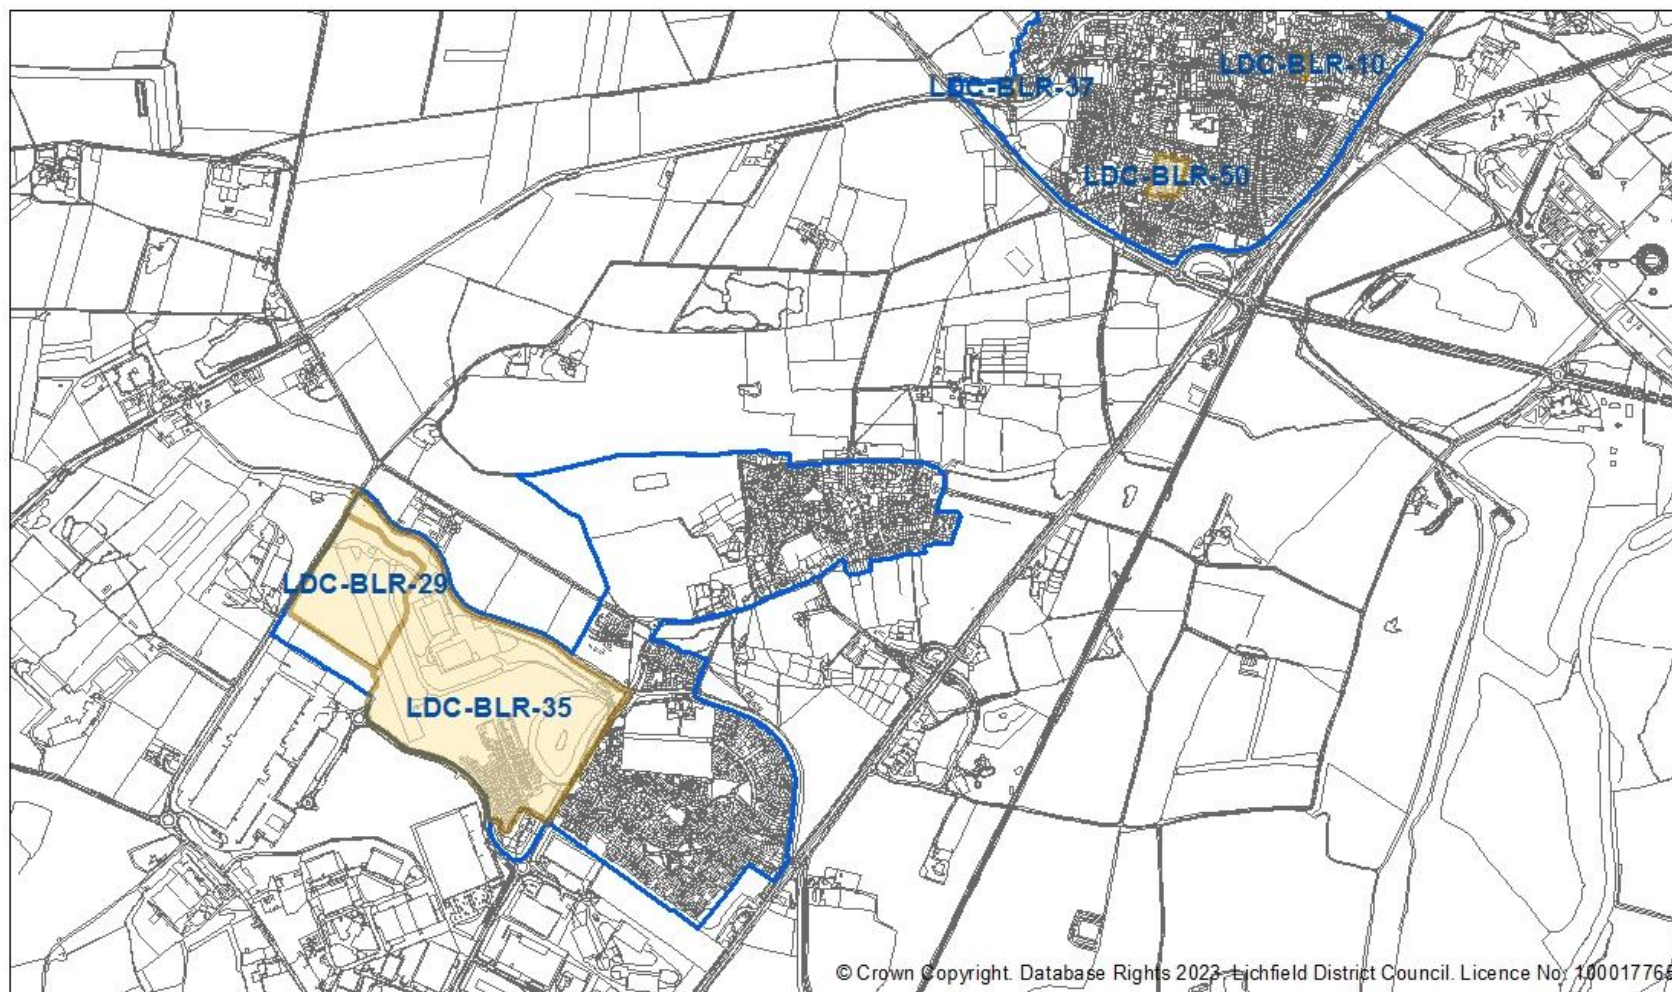 LDC-BLR-10
LDC-BLR-37
LDC-BLR-50
LDC-BLR-29
LDC-BLR-35
© Crown Copyright. Database Rights 2023. Lichfield District Council. Licence No: 100017765